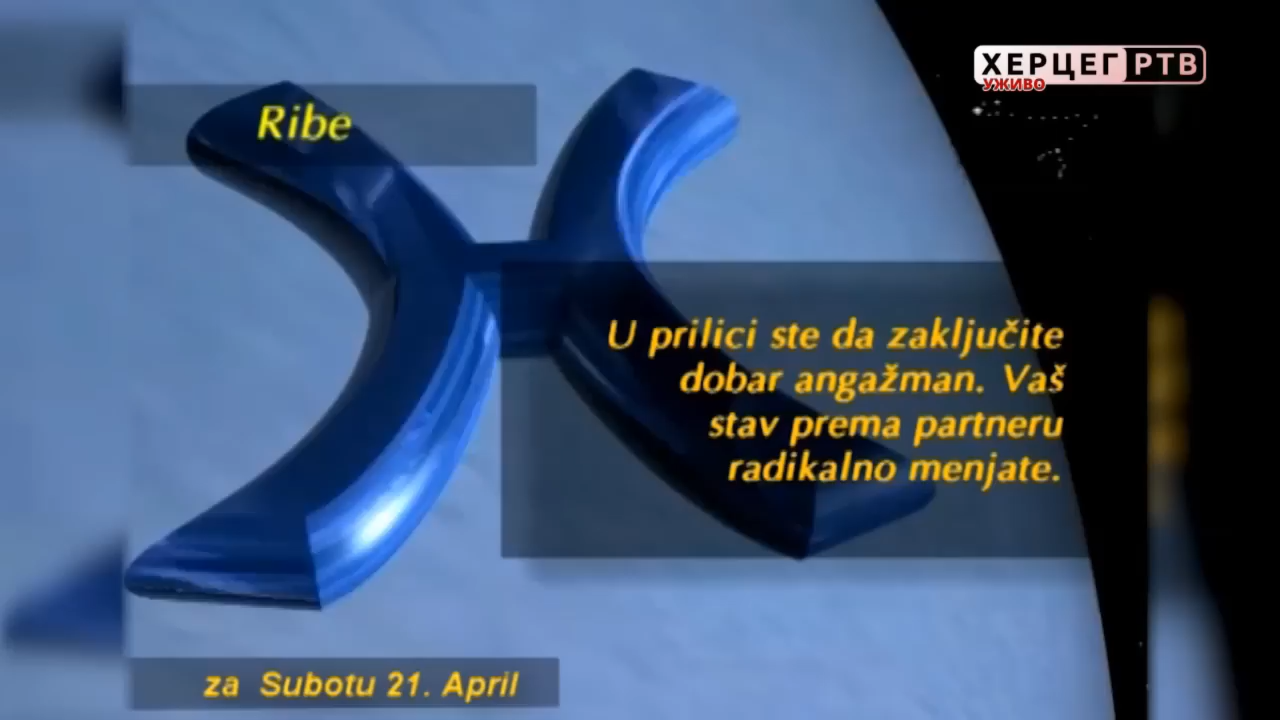 ХЕРЦЕГ РТВ
УЖИВО
Ribe
U prilici ste da zaključite
dobar angažman. Vaš
stav prema partneru
radikalno menjate.
za Subotu 21. April